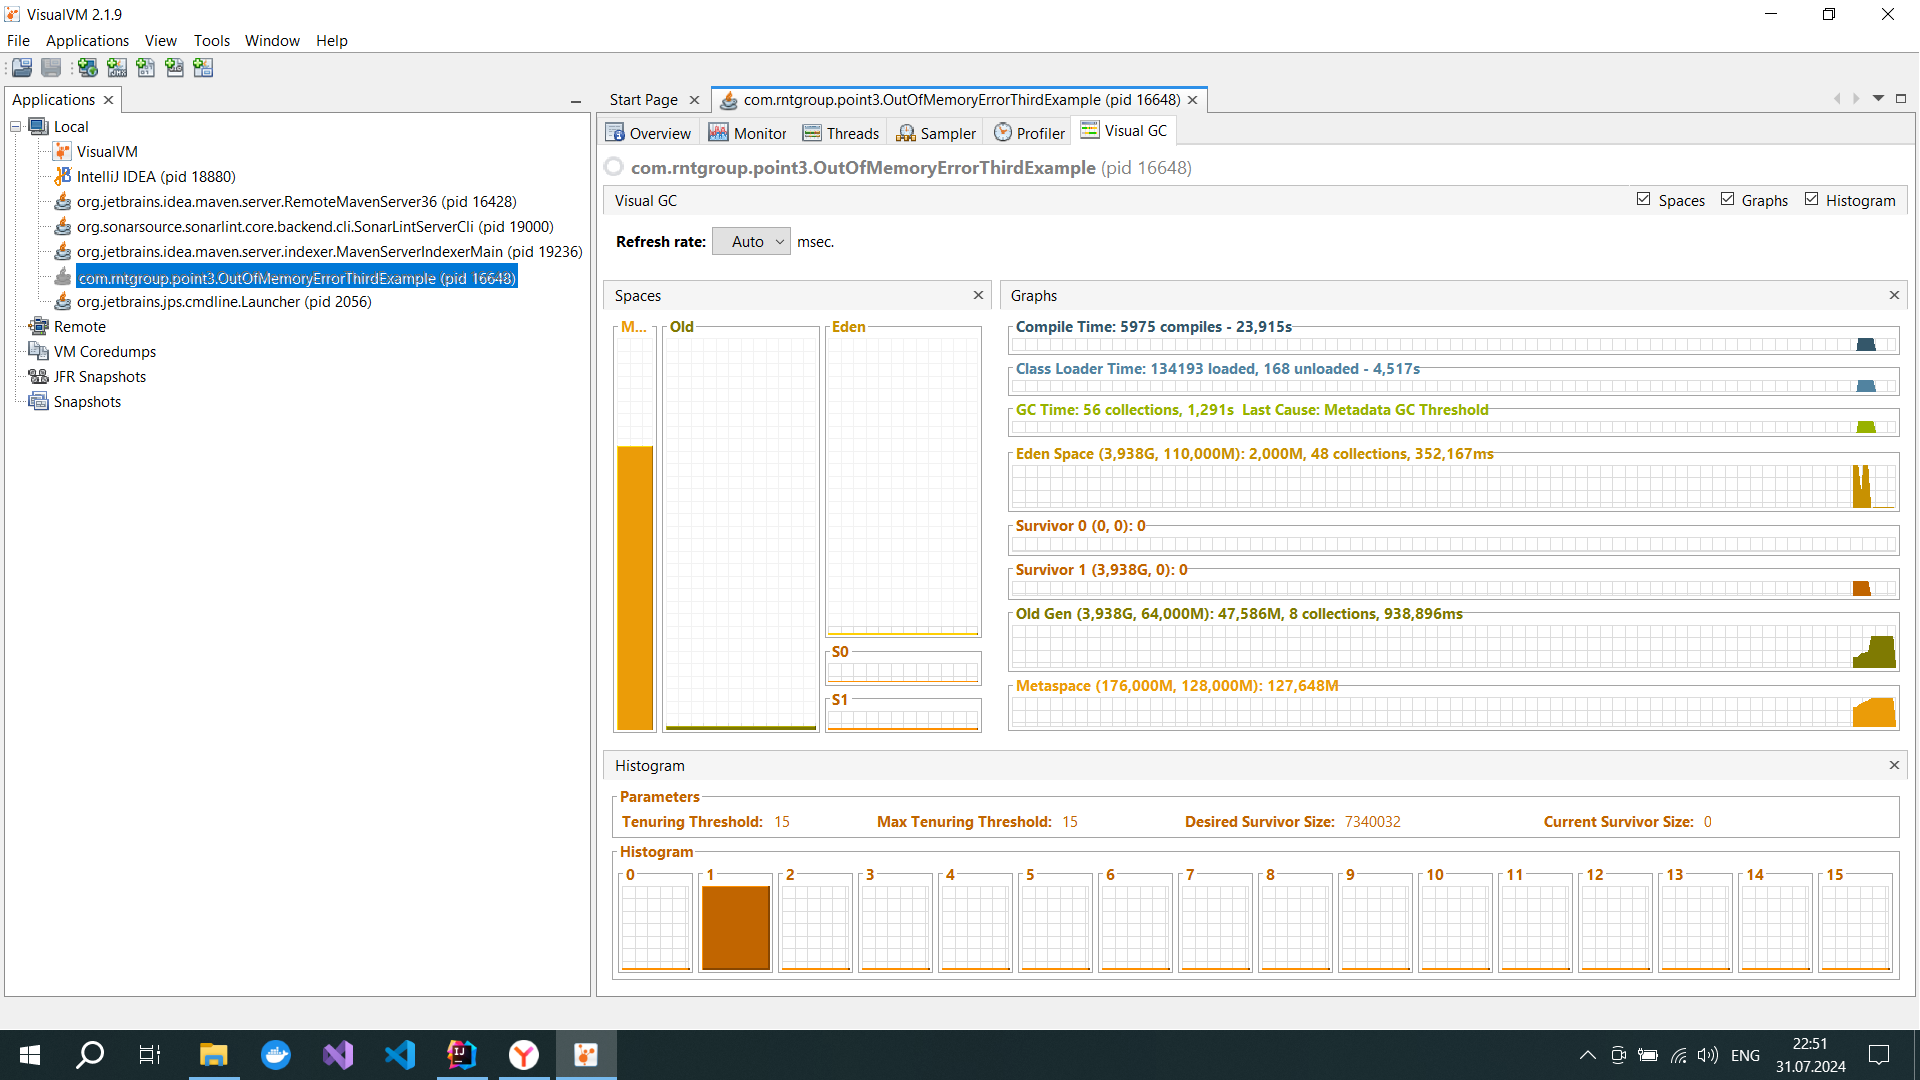 VisualVM 2.1.9
File Applications View Tools Window Help
Applications
Local
VisualVM
IntelliJ IDEA (pid 18880)
org.jetbrains.idea.maven.server.RemoteMavenServer36 (pid 16428)
org.sonarsource.sonarlint.core.backend.cli.SonarLintServerCli (pid 19000)
org.jetbrains.idea.maven.server.indexer.MavenServerIndexerMain (pid 19236)
com.rntgroup.point3.OutOfMemoryErrorThirdExample (pid 16648)
org.jetbrains.jps.cmdline.Launcher (pid 2056)
Remote
VM Coredumps
JFR Snapshots
Snapshots
Start Page com.rntgroup.point3.OutOfMemoryErrorThirdExample (pid 16648)
Overview Monitor Threads Sampler Profiler Visual GC
com.rntgroup.point3.OutOfMemoryErrorThirdExample (pid 16648)
Visual GC Spaces Graphs Histogram
Refresh rate: Auto msec.
Spaces
M... Old Eden
S0
S1
Graphs
Compile Time: 5975 compiles - 23,915s
Class Loader Time: 134193 loaded, 168 unloaded - 4,517s
GC Time: 56 collections, 1,291s Last Cause: Metadata GC Threshold
Eden Space (3,938G, 110,000M): 2,000M, 48 collections, 352,167ms
Survivor 0 (0, 0): 0
Survivor 1 (3,938G, 0): 0
Old Gen (3,938G, 64,000M): 47,586M, 8 collections, 938,896ms
Metaspace (176,000M, 128,000M): 127,648M
Histogram
Parameters
Tenuring Threshold: 15 Max Tenuring Threshold: 15 Desired Survivor Size: 7340032 Current Survivor Size: 0
Histogram
0 1 2 3 4 5 6 7 8 9 10 11 12 13 14 15
ENG
22:51
31.07.2024